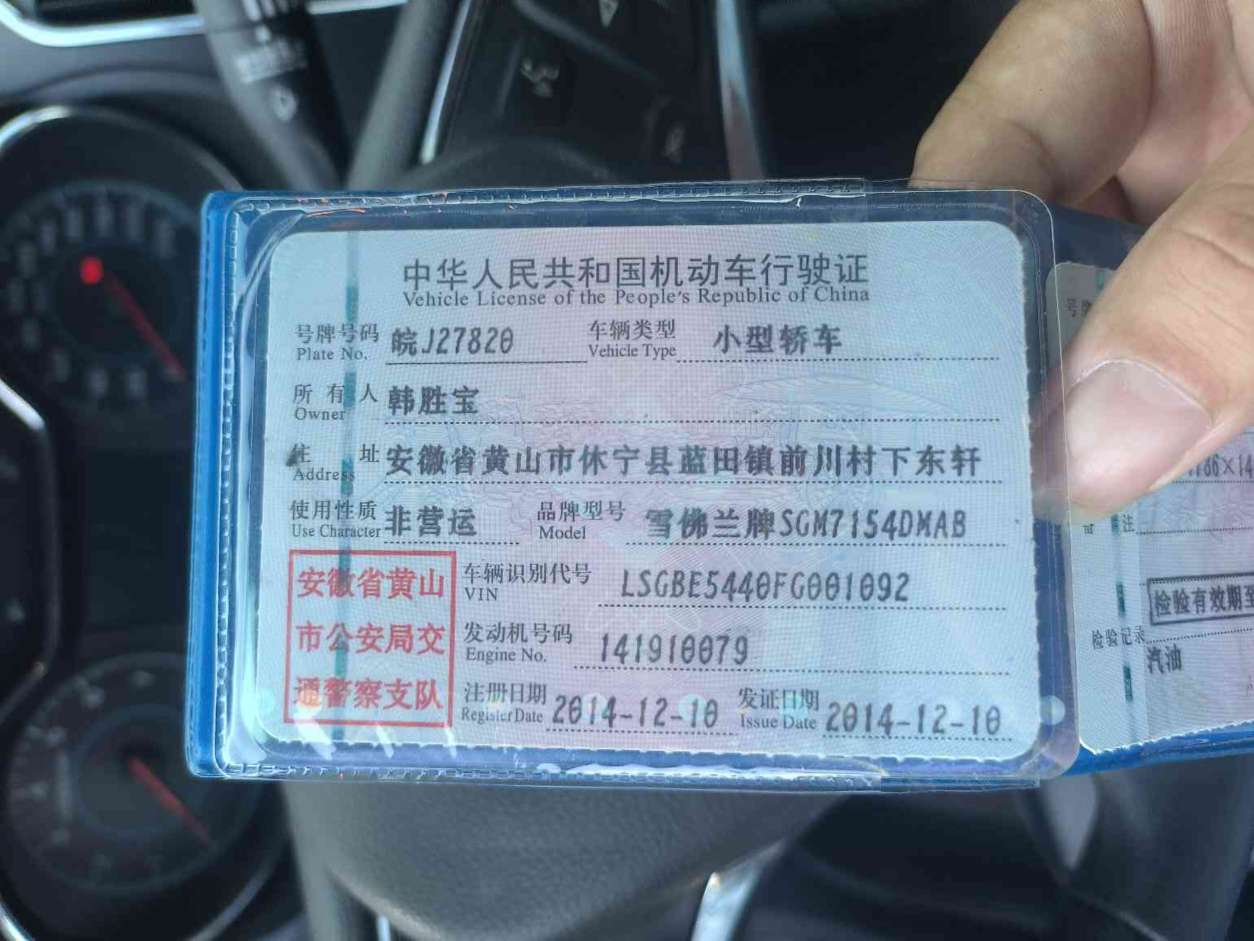 中华人民共和国机动车行驶证
Vehicle License of the People's Republic of China
号牌号码 皖J27820 车辆类型 小型轿车
Plate No. Vehicle Type
所有人 韩胜宝
Owner
住址 安徽省黄山市休宁县蓝田镇前川村下东轩
Address
使用性质 非营运 品牌型号 雪佛兰牌SGM7154DMAB
Use Character Model
安徽省黄山
市公安局交
通警察支队
车辆识别代号 LSGBE5440FG001092
VIN
发动机号码 141910079
Engine No.
注册日期 2014-12-10 发证日期 2014-12-10
Register Date Issue Date
注
检验有效期至
检验记录
汽油